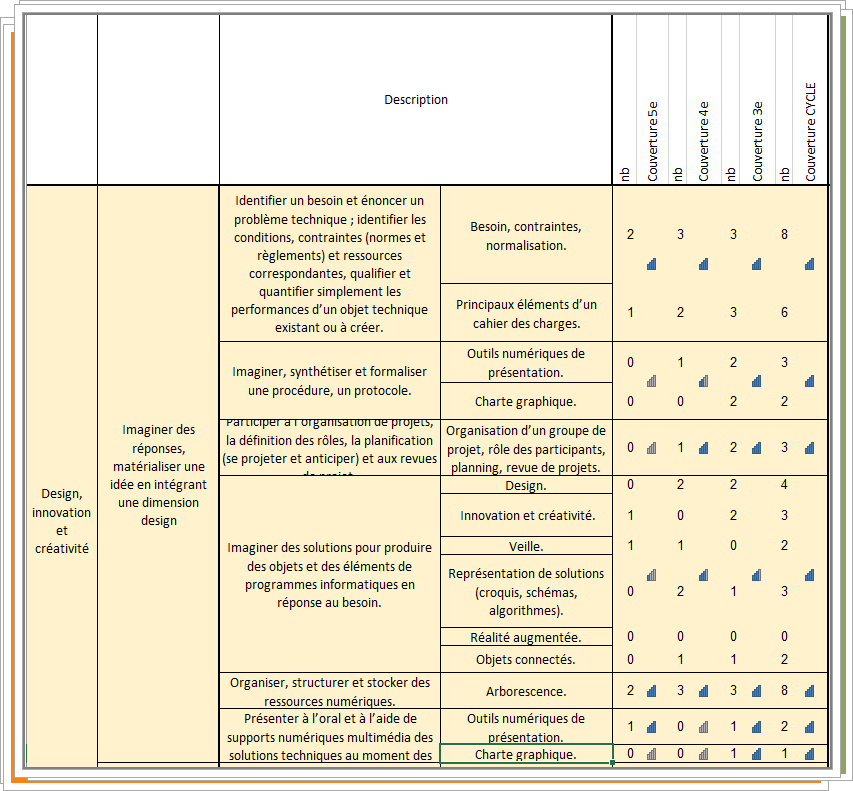 Description
nb
Couverture 5e
nb
Couverture 4e
nb
Couverture 3e
nb
Couverture CYCLE
Design,
innovation
et
créativité
Imaginer des
réponses,
matérialiser une
idée en intégrant
une dimension
design
Identifier un besoin et énoncer un
problème technique ; identifier les
conditions, contraintes (normes et
règlements) et ressources
correspondantes, qualifier et
quantifier simplement les
performances d’un objet technique
existant ou à créer.
Besoin, contraintes,
normalisation.
2 3 3 8
Principaux éléments d’un
cahier des charges.
1 2 3 6
Imaginer, synthétiser et formaliser
une procédure, un protocole.
Outils numériques de
présentation.
0 1 2 3
Charte graphique.
0 0 2 2
Participer à l’organisation de projets,
la définition des rôles, la planification
(se projeter et anticiper) et aux revues
de projet.
Organisation d’un groupe de
projet, rôle des participants,
planning, revue de projets.
0 1 2 3
Imaginer des solutions pour produire
des objets et des éléments de
programmes informatiques en
réponse au besoin.
Design.
0 2 2 4
Innovation et créativité.
1 0 2 3
Veille.
1 1 0 2
Représentation de solutions
(croquis, schémas,
algorithmes).
0 2 1 3
Réalité augmentée.
0 0 0 0
Objets connectés.
0 1 1 2
Organiser, structurer et stocker des
ressources numériques.
Arborescence.
2 3 3 8
Présenter à l’oral et à l’aide de
supports numériques multimédia des
solutions techniques au moment des
Outils numériques de
présentation.
1 0 1 2
Charte graphique.
0 0 1 1